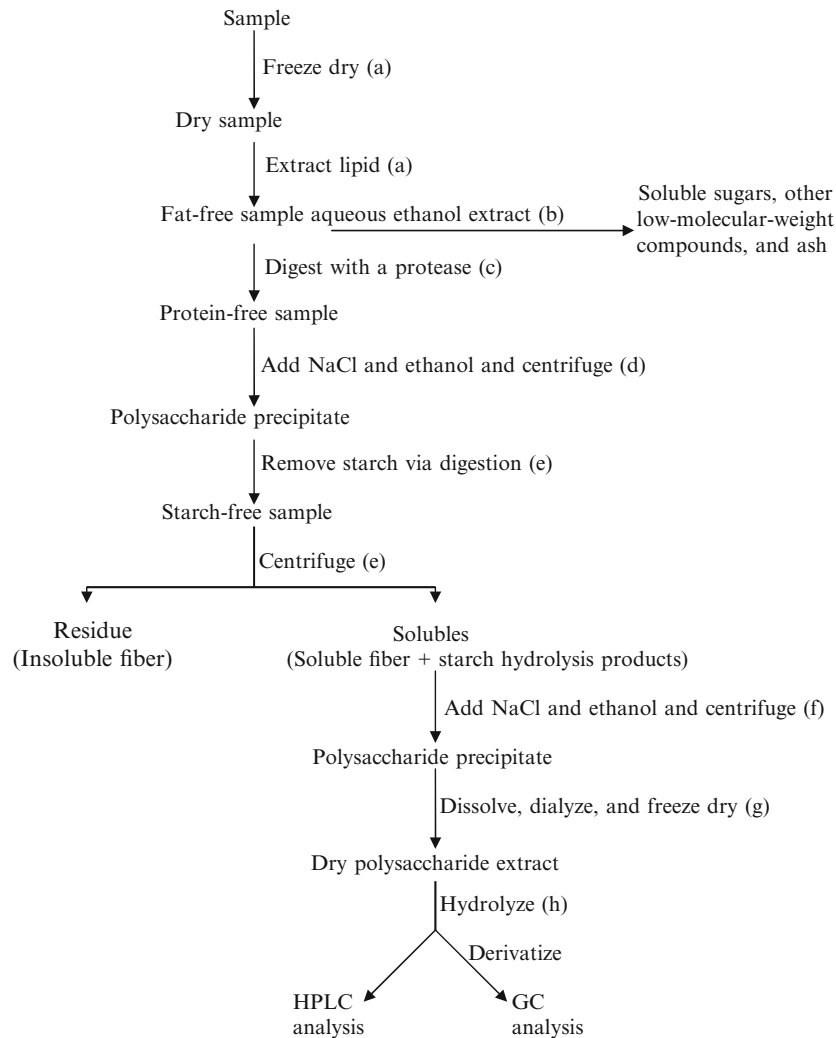 Sample
Freeze dry (a)
Dry sample
Extract lipid (a)
Fat-free sample aqueous ethanol extract (b)
Soluble sugars, other
low-molecular-weight
compounds, and ash
Digest with a protease (c)
Protein-free sample
Add NaCl and ethanol and centrifuge (d)
Polysaccharide precipitate
Remove starch via digestion (e)
Starch-free sample
Centrifuge (e)
Residue
(Insoluble fiber)
Solubles
(Soluble fiber + starch hydrolysis products)
Add NaCl and ethanol and centrifuge (f)
Polysaccharide precipitate
Dissolve, dialyze, and freeze dry (g)
Dry polysaccharide extract
Hydrolyze (h)
Derivatize
HPLC
analysis
GC
analysis